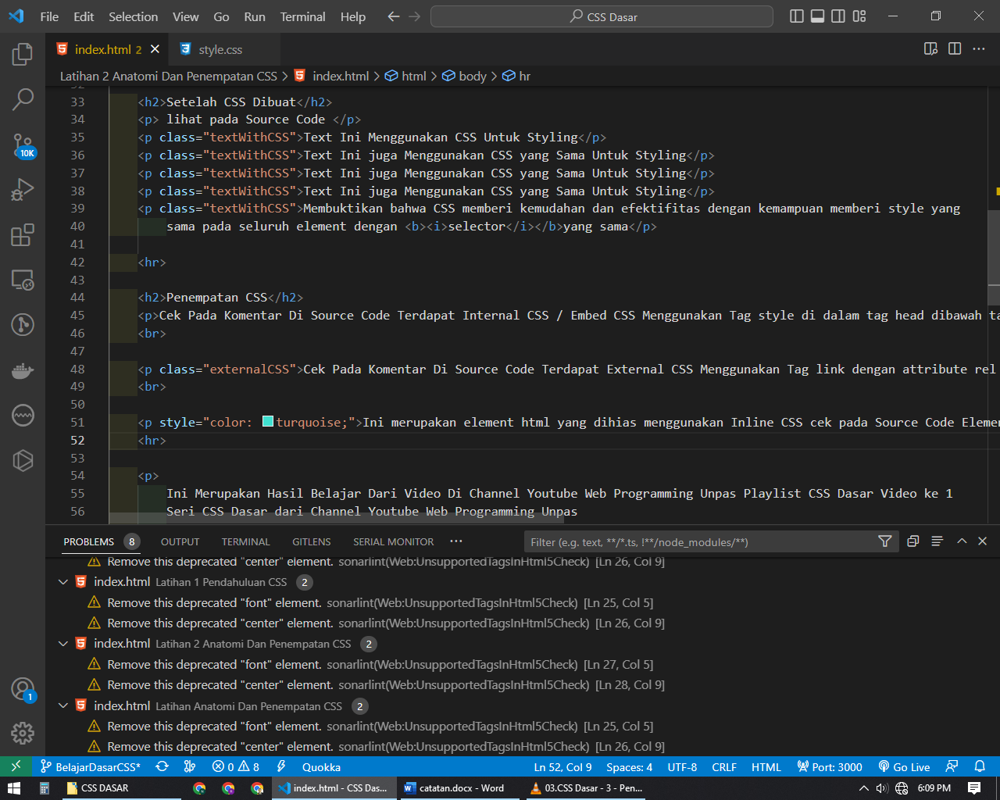 File Edit Selection View Go Run Terminal Help CSS Dasar
index.html 2 style.css
Latihan 2 Anatomi Dan Penempatan CSS > index.html > html > body > hr
33 <h2>Setelah CSS Dibuat</h2>
34 <p> lihat pada Source Code </p>
35 <p class="textWithCSS">Text Ini Menggunakan CSS Untuk Styling</p>
36 <p class="textWithCSS">Text Ini juga Menggunakan CSS yang Sama Untuk Styling</p>
37 <p class="textWithCSS">Text Ini juga Menggunakan CSS yang Sama Untuk Styling</p>
38 <p class="textWithCSS">Text Ini juga Menggunakan CSS yang Sama Untuk Styling</p>
39 <p class="textWithCSS">Membuktikan bahwa CSS memberi kemudahan dan efektifitas dengan kemampuan memberi style yang
40 sama pada seluruh element dengan <b><i>selector</i></b>yang sama</p>
41
42 <hr>
43
44 <h2>Penempatan CSS</h2>
45 <p>Cek Pada Komentar Di Source Code Terdapat Internal CSS / Embed CSS Menggunakan Tag style di dalam tag head dibawah ta
46 <br>
47
48 <p class="externalCSS">Cek Pada Komentar Di Source Code Terdapat External CSS Menggunakan Tag link dengan attribute rel
49 <br>
50
51 <p style="color: turquoise;">Ini merupakan element html yang dihias menggunakan Inline CSS cek pada Source Code Elemen
52 <hr>
53
54 <p>
55 Ini Merupakan Hasil Belajar Dari Video Di Channel Youtube Web Programming Unpas Playlist CSS Dasar Video ke 1
56 Seri CSS Dasar dari Channel Youtube Web Programming Unpas
10K
PROBLEMS 8 OUTPUT TERMINAL GITLENS SERIAL MONITOR ... Filter (e.g. text, **/*.ts, !**/node_modules/**)
Remove this deprecated "center" element. sonarlint(Web:UnsupportedTagsInHtml5Check) [Ln 26, Col 9]
index.html Latihan 1 Pendahuluan CSS 2
Remove this deprecated "font" element. sonarlint(Web:UnsupportedTagsInHtml5Check) [Ln 25, Col 5]
Remove this deprecated "center" element. sonarlint(Web:UnsupportedTagsInHtml5Check) [Ln 26, Col 9]
index.html Latihan 2 Anatomi Dan Penempatan CSS 2
Remove this deprecated "font" element. sonarlint(Web:UnsupportedTagsInHtml5Check) [Ln 27, Col 5]
Remove this deprecated "center" element. sonarlint(Web:UnsupportedTagsInHtml5Check) [Ln 28, Col 9]
index.html Latihan Anatomi Dan Penempatan CSS 2
Remove this deprecated "font" element. sonarlint(Web:UnsupportedTagsInHtml5Check) [Ln 25, Col 5]
Remove this deprecated "center" element. sonarlint(Web:UnsupportedTagsInHtml5Check) [Ln 26, Col 9]
1
BelajarDasarCSS* 0 8 Quokka Ln 52, Col 9 Spaces: 4 UTF-8 CRLF HTML Port: 3000 Go Live
CSS DASAR index.html - CSS Das... catatan.docx - Word 03.CSS Dasar - 3 - Pen... 6:09 PM